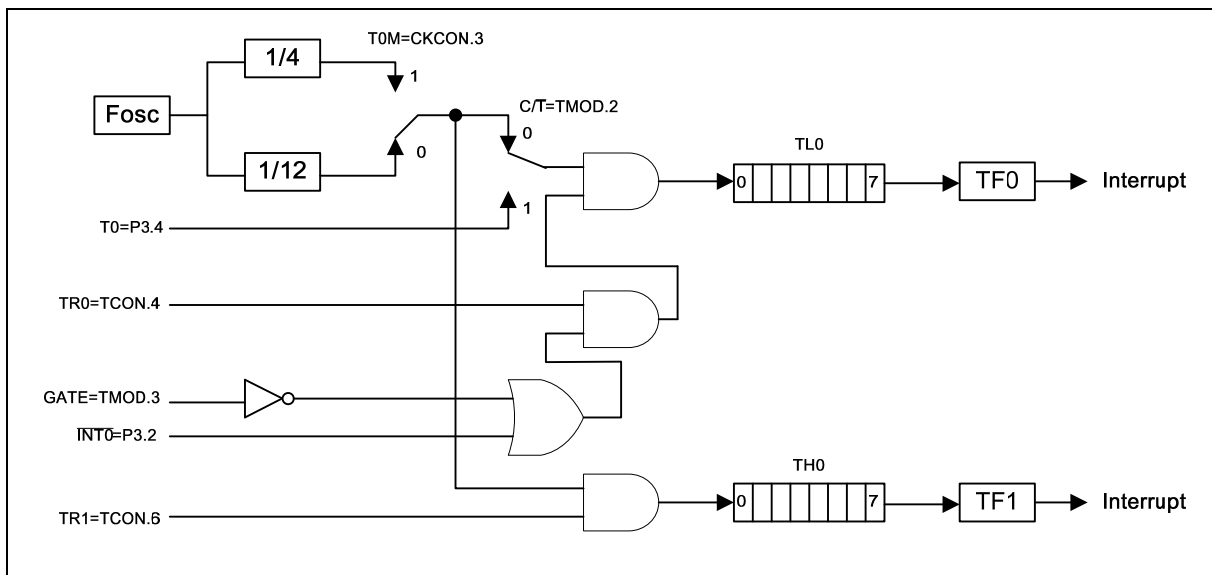 1/4
T0M=CKCON.3
1
Fosc
C/T̅=TMOD.2
0
1/12
0
TL0
0 7
TF0
Interrupt
T0=P3.4
1
TR0=TCON.4
GATE=TMOD.3
I̅N̅T̅0̅=P3.2
TH0
0 7
TF1
Interrupt
TR1=TCON.6